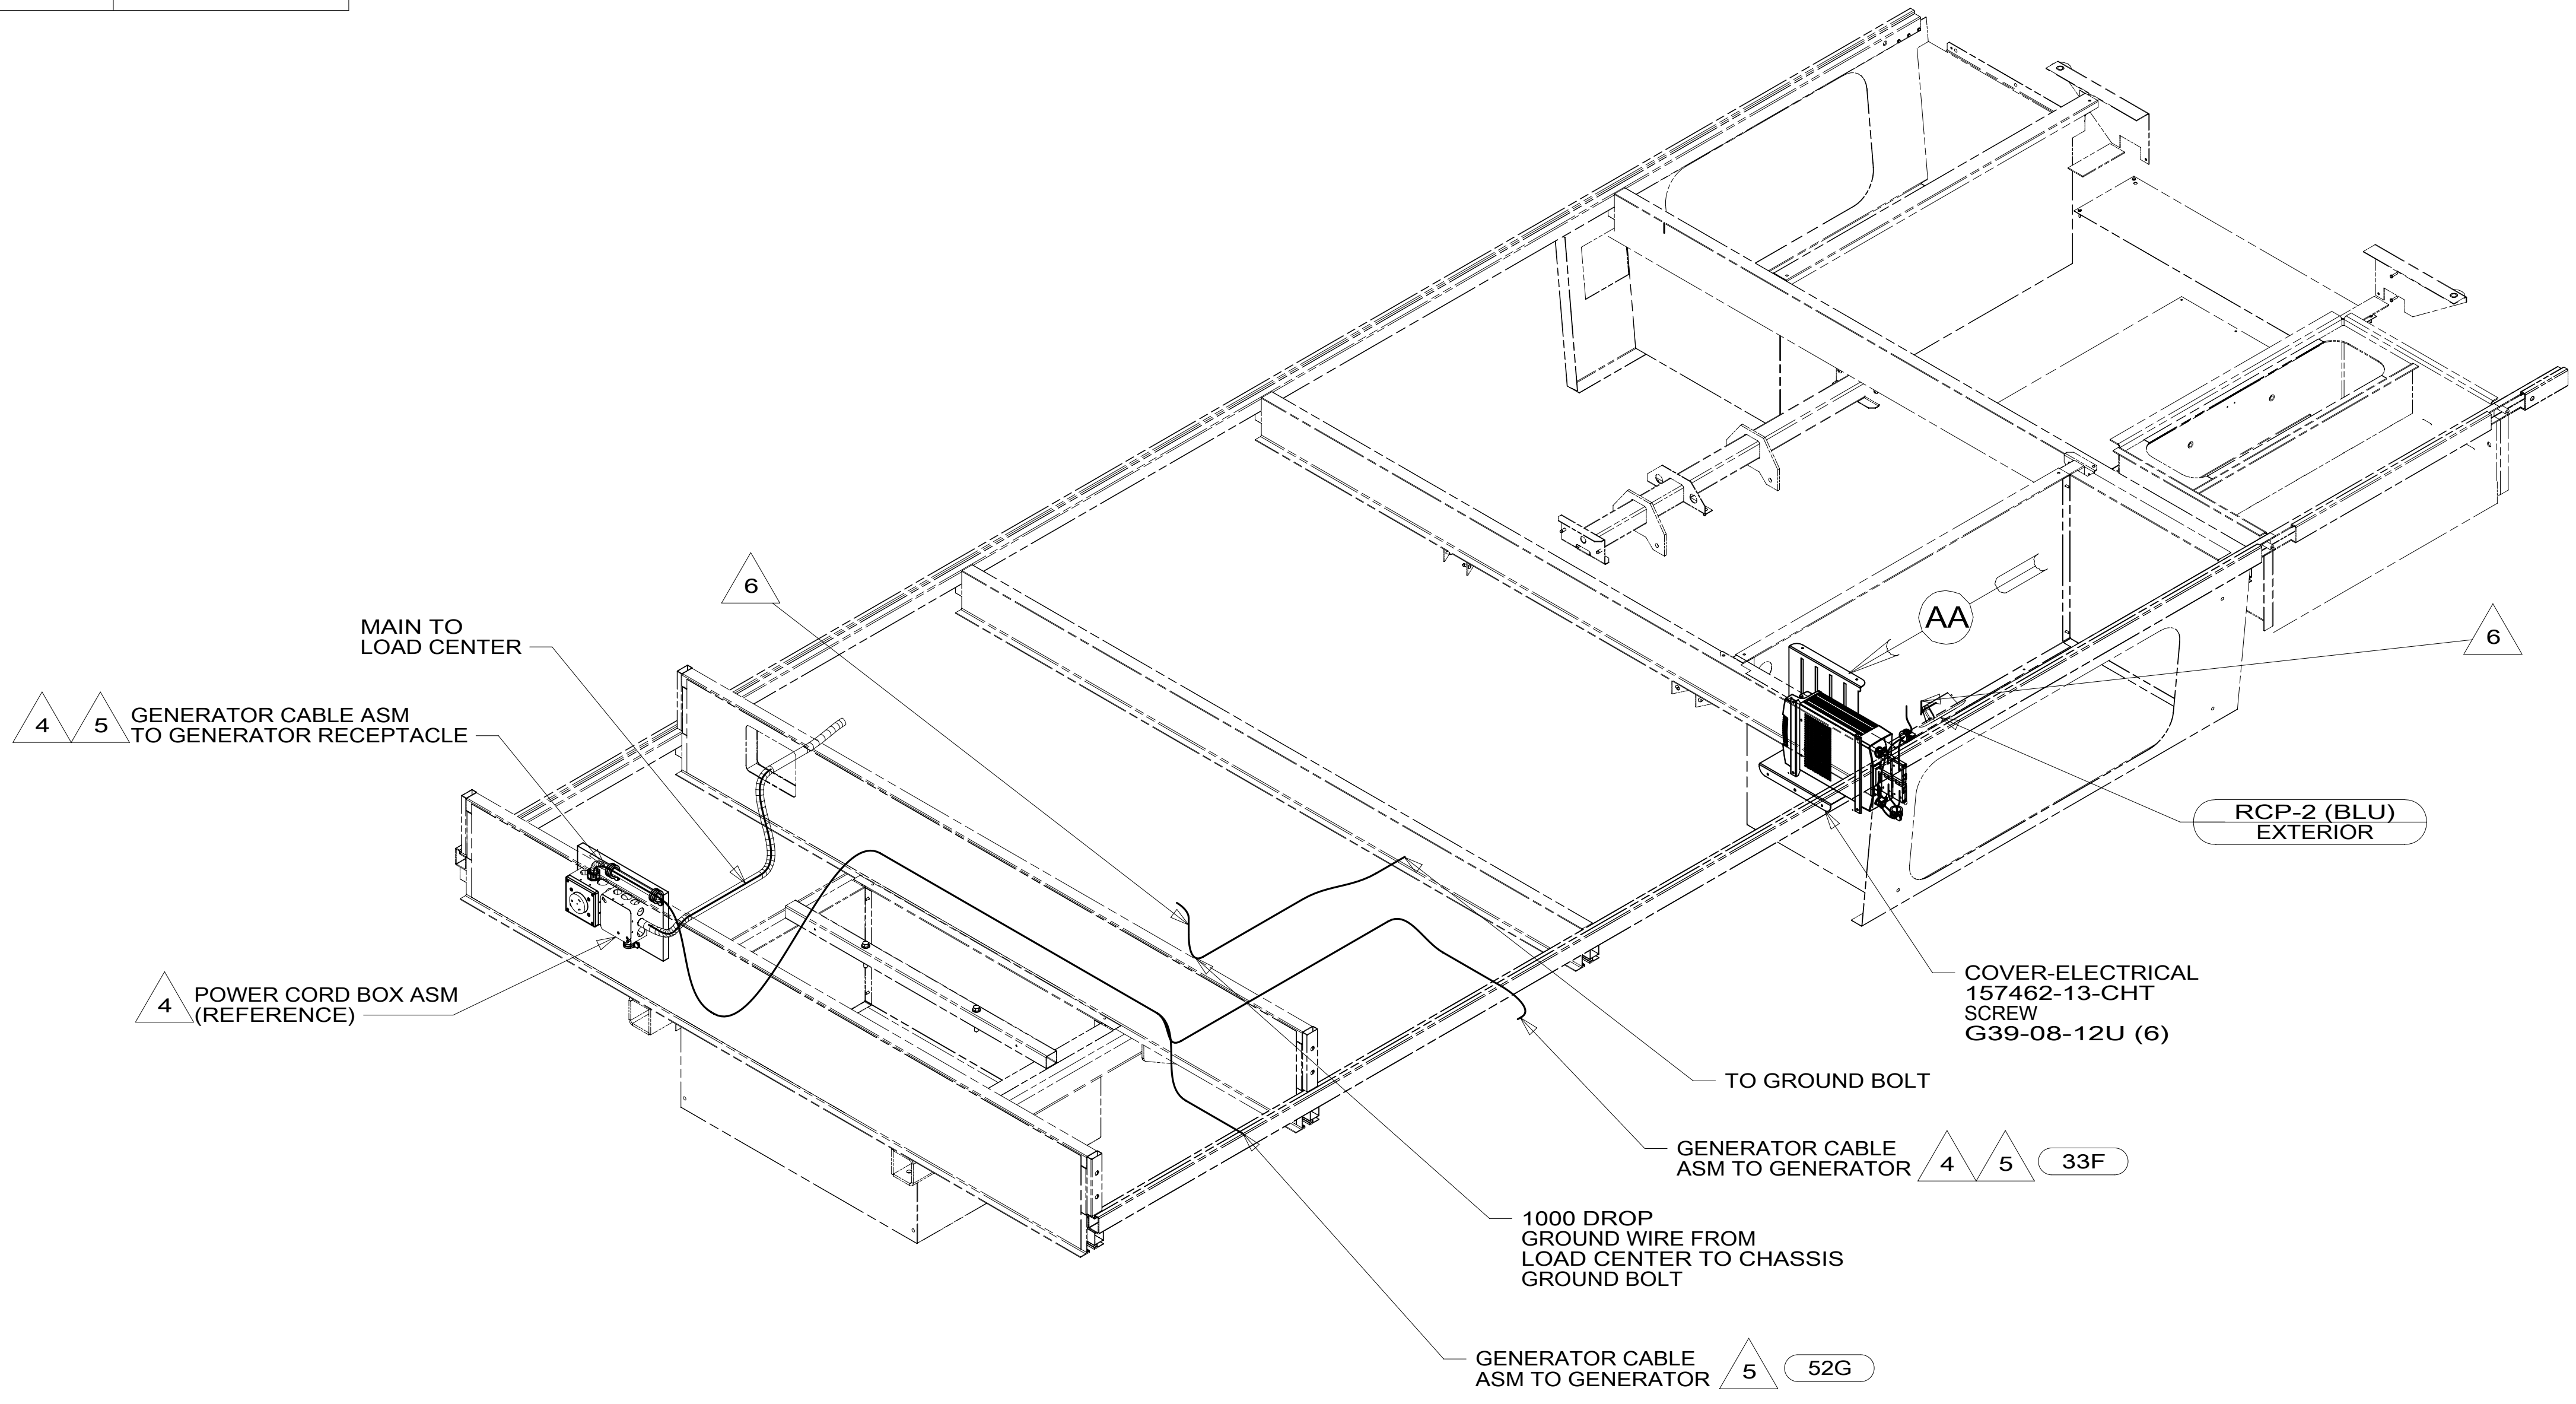 6
MAIN TO
LOAD CENTER
AA
6
4 5 GENERATOR CABLE ASM
TO GENERATOR RECEPTACLE
RCP-2 (BLU)
EXTERIOR
4 POWER CORD BOX ASM
(REFERENCE)
COVER-ELECTRICAL
157462-13-CHT
SCREW
G39-08-12U (6)
TO GROUND BOLT
GENERATOR CABLE
ASM TO GENERATOR 4 5 33F
1000 DROP
GROUND WIRE FROM
LOAD CENTER TO CHASSIS
GROUND BOLT
GENERATOR CABLE
ASM TO GENERATOR 5 52G